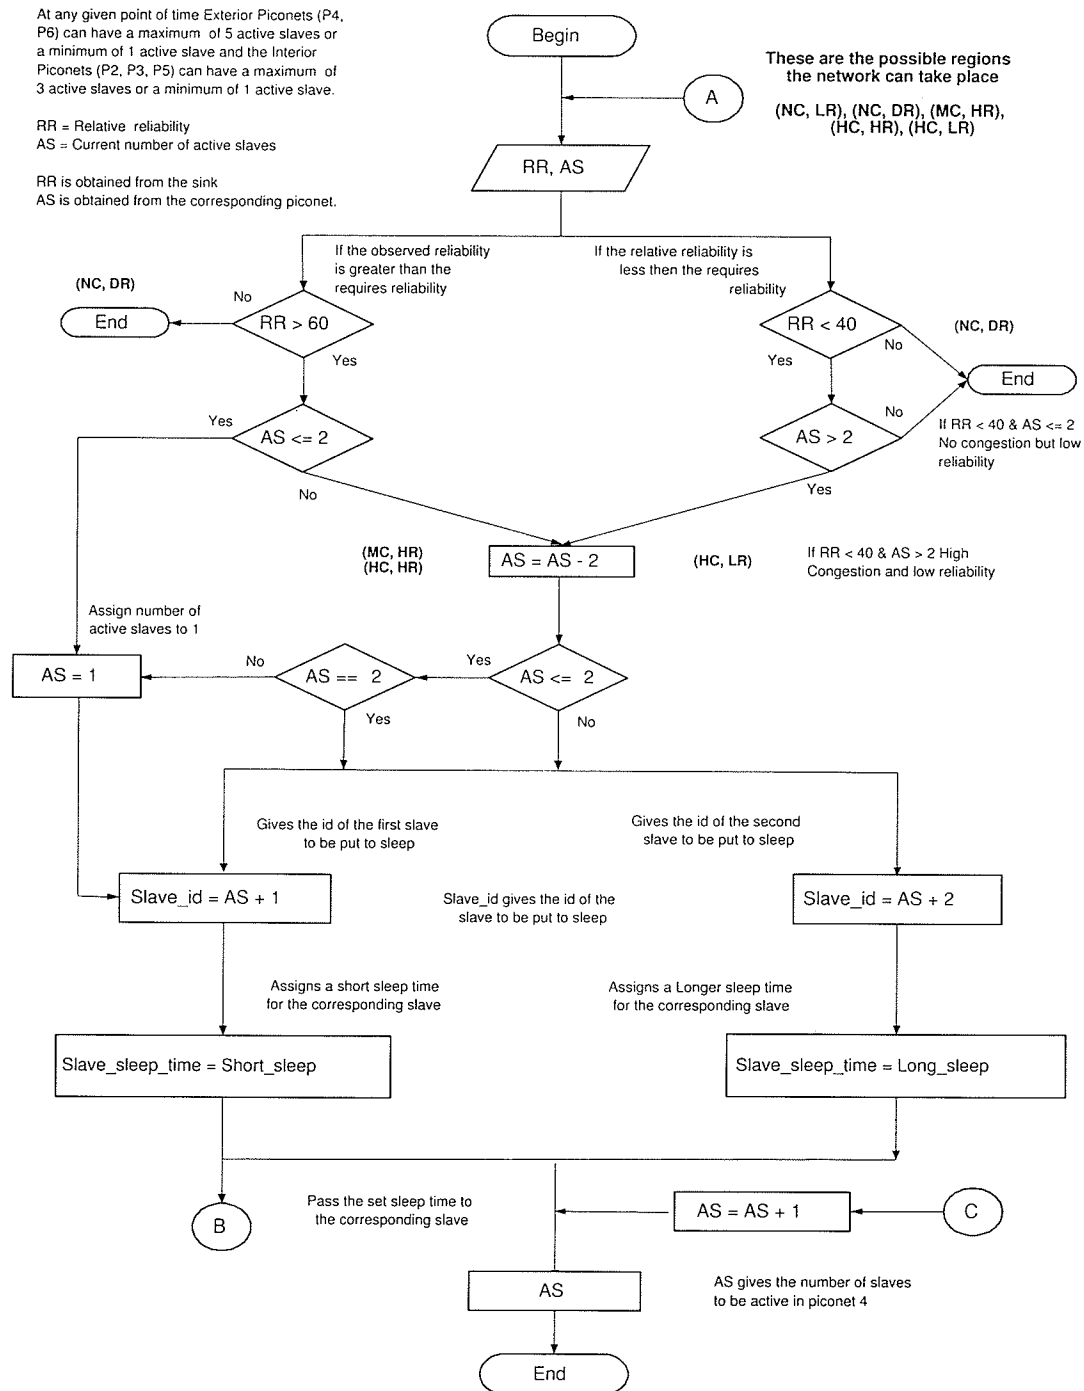 At any given point of time Exterior Piconets (P4,
P6) can have a maximum of 5 active slaves or
a minimum of 1 active slave and the Interior
Piconets (P2, P3, P5) can have a maximum of
3 active slaves or a minimum of 1 active slave.
RR = Relative reliability
AS = Current number of active slaves
RR is obtained from the sink
AS is obtained from the corresponding piconet.
Begin
A
These are the possible regions
the network can take place
(NC, LR), (NC, DR), (MC, HR),
(HC, HR), (HC, LR)
RR, AS
If the observed reliability
is greater than the
requires reliability
If the relative reliability is
less then the requires
reliability
(NC, DR)
No
End
RR > 60
Yes
RR < 40
No
Yes
(NC, DR)
End
Yes
AS <= 2
No
AS > 2
No
Yes
If RR < 40 & AS <= 2
No congestion but low
reliability
(MC, HR)
(HC, HR)
AS = AS - 2
(HC, LR)
If RR < 40 & AS > 2 High
Congestion and low reliability
Assign number of
active slaves to 1
AS = 1
No
AS == 2
Yes
Yes
AS <= 2
No
Gives the id of the first slave
to be put to sleep
Gives the id of the second
slave to be put to sleep
Slave_id = AS + 1
Slave_id gives the id of the
slave to be put to sleep
Slave_id = AS + 2
Assigns a short sleep time
for the corresponding slave
Assigns a Longer sleep time
for the corresponding slave
Slave_sleep_time = Short_sleep
Slave_sleep_time = Long_sleep
B
Pass the set sleep time to
the corresponding slave
AS = AS + 1
C
AS
AS gives the number of slaves
to be active in piconet 4
End